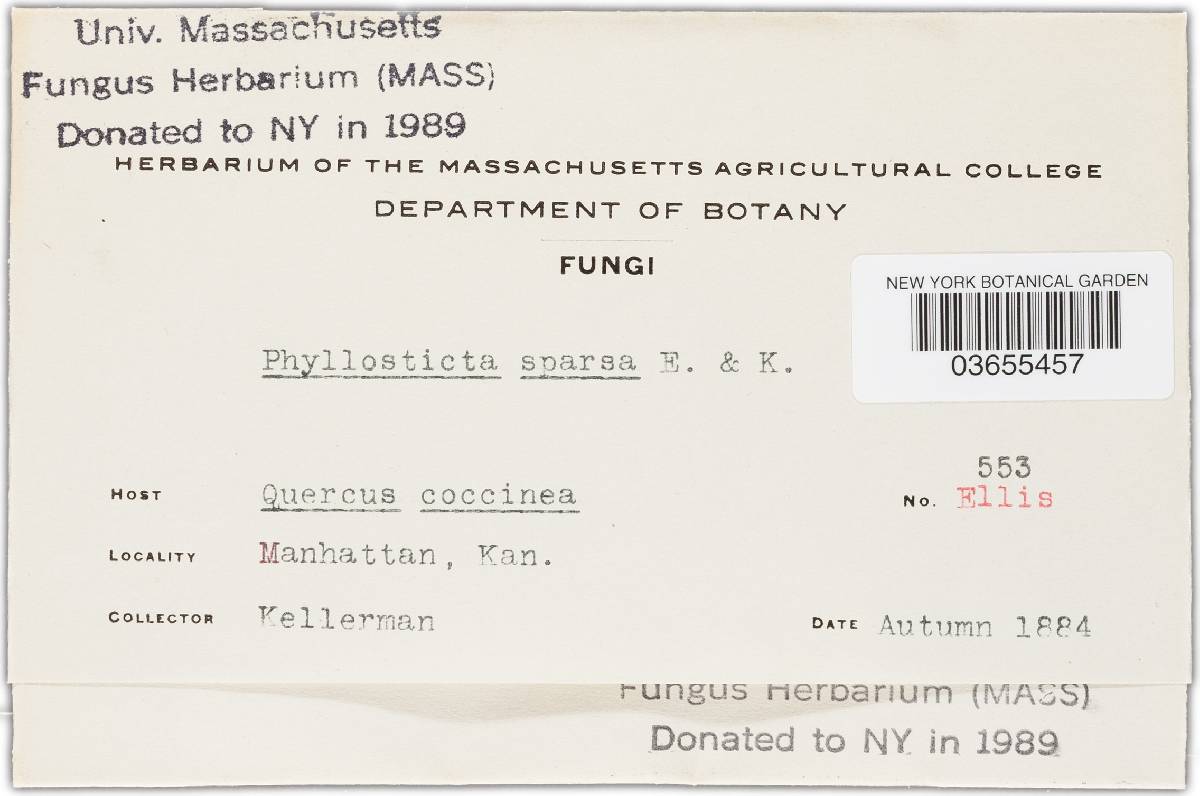 Univ. Massachusetts
Fungus Herbarium (MASS)
Donated to NY in 1989
HERBARIUM OF THE MASSACHUSETTS AGRICULTURAL COLLEGE
DEPARTMENT OF BOTANY
FUNGI
NEW YORK BOTANICAL GARDEN
03655457
Phyllosticta sparsa E. & K.
553
HOST Quercus coccinea No. Ellis
LOCALITY Manhattan, Kan.
COLLECTOR Kellerman DATE Autumn 1884
Fungus Herbarium (MASS)
Donated to NY in 1989